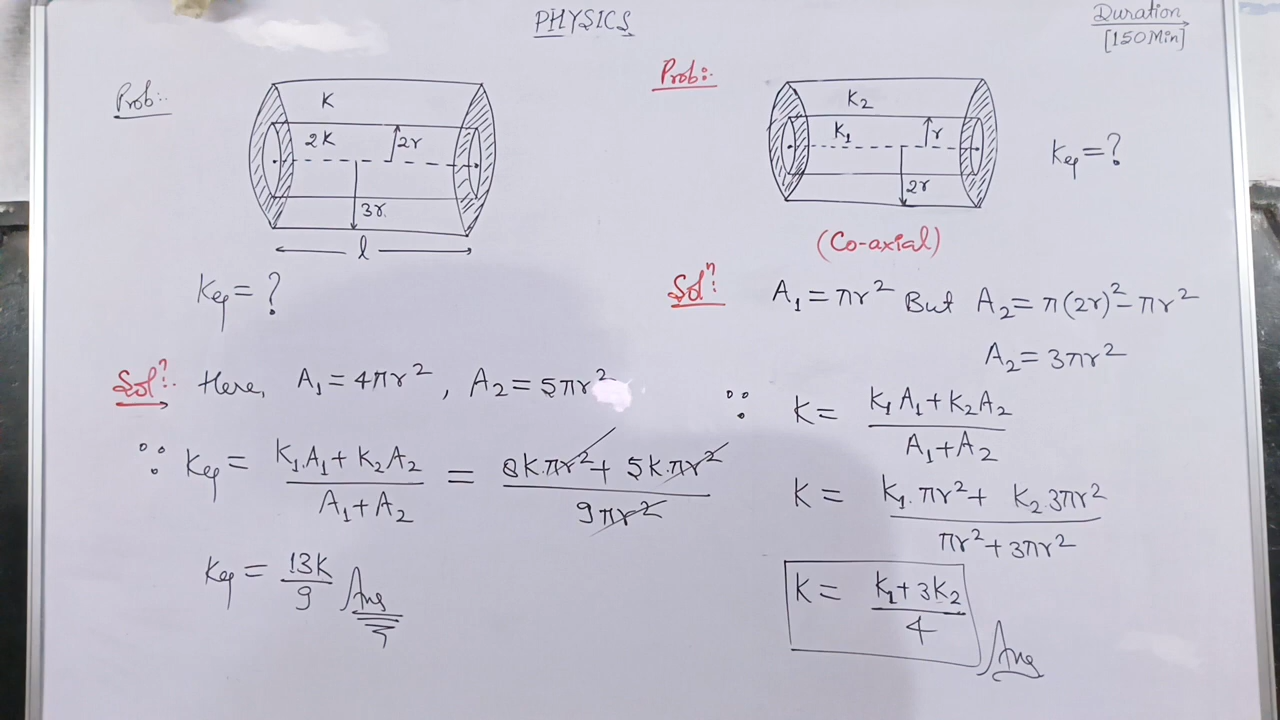 PHYSICS
Duration
[150 Min]
Prob:-
K
2K
2r
3r
l
Keq = ?
Solⁿ:- Here, A₁ = 4πr², A₂ = 5πr²
∵ Keq = (K₁.A₁ + K₂A₂)/(A₁ + A₂) = (8K.πr² + 5K.πr²)/(9πr²)
Keq = 13K/9 Ans
Prob:-
K₂
K₁
r
2r
Keq = ?
(Co-axial)
Solⁿ: A₁ = πr² But A₂ = π(2r)² - πr²
A₂ = 3πr²
∵ K = (K₁A₁ + K₂A₂)/(A₁ + A₂)
K = (K₁.πr² + K₂.3πr²)/(πr² + 3πr²)
K = (K₁ + 3K₂)/4 Ans